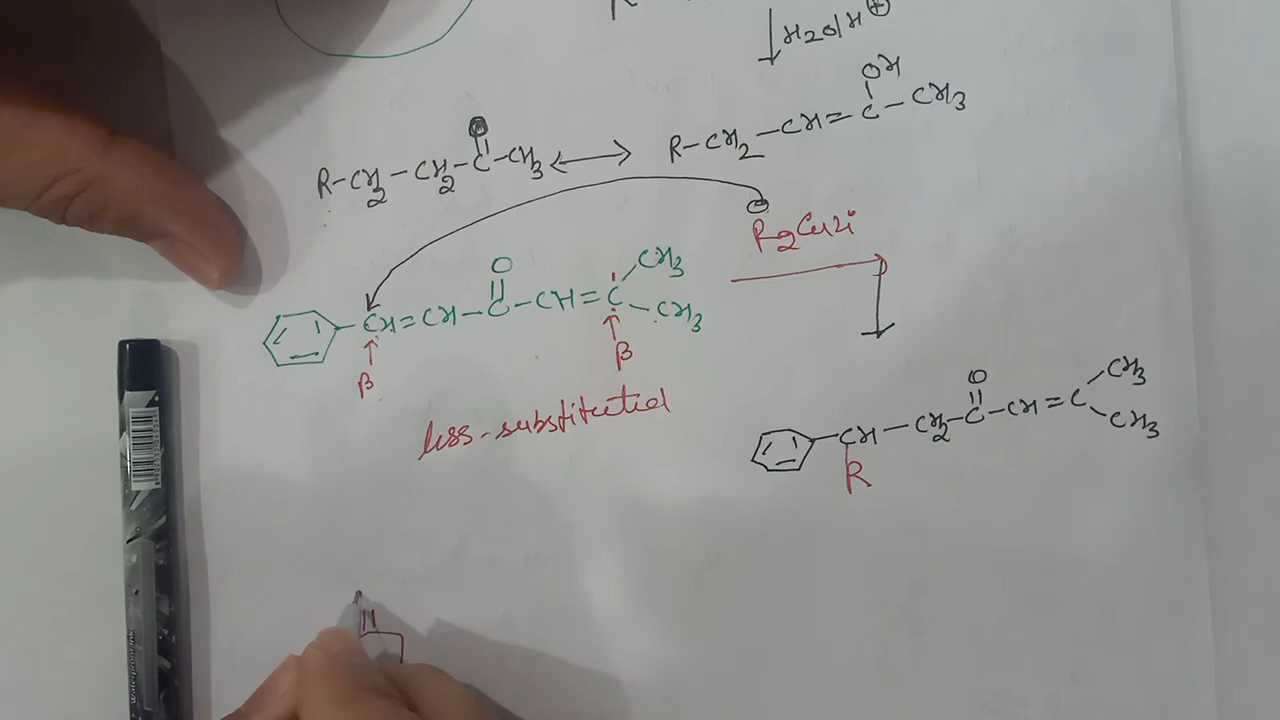 H2O/H⊕
OH
R-CH2-CH=C-CH3
O
R-CH2-CH2-C-CH3
⊖
R2CuLi
O
CH3
CH=CH-C-CH=C-CH3
β
β
less-substituted
O
CH3
CH-CH2-C-CH=C
CH3
R